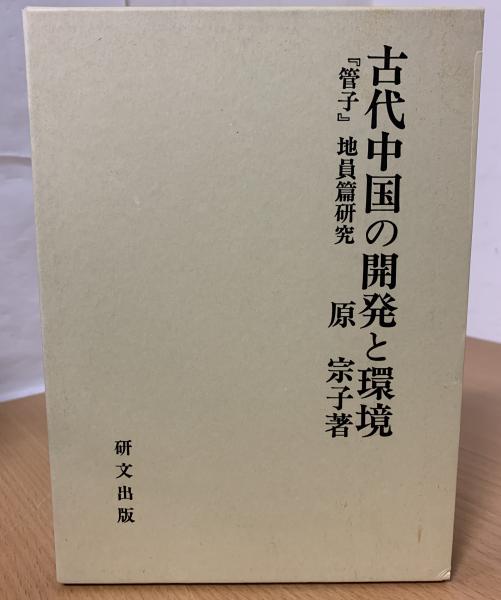 古代中国の開発と環境
『管子』地員篇研究
原 宗子著
研文出版